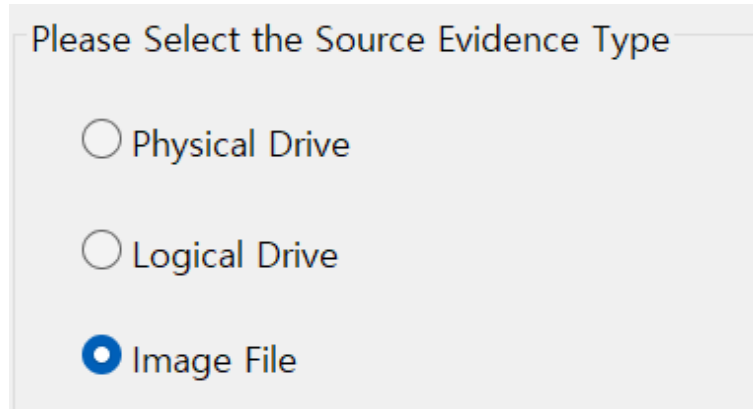 Please Select the Source Evidence Type
Physical Drive
Logical Drive
Image File